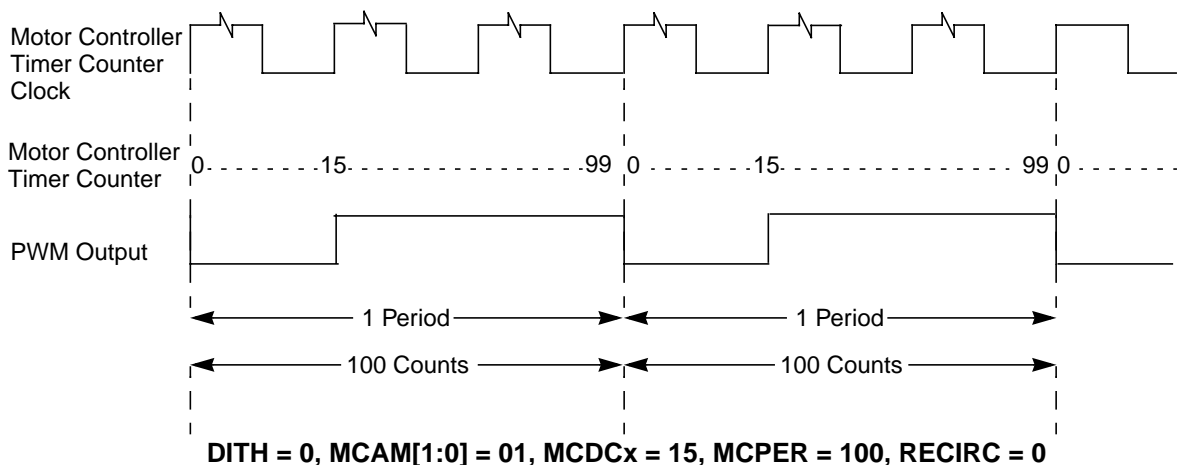 Motor Controller
Timer Counter
Clock
Motor Controller
Timer Counter
0 15 99 0 15 99 0
PWM Output
1 Period 1 Period
100 Counts 100 Counts
DITH = 0, MCAM[1:0] = 01, MCDCx = 15, MCPER = 100, RECIRC = 0